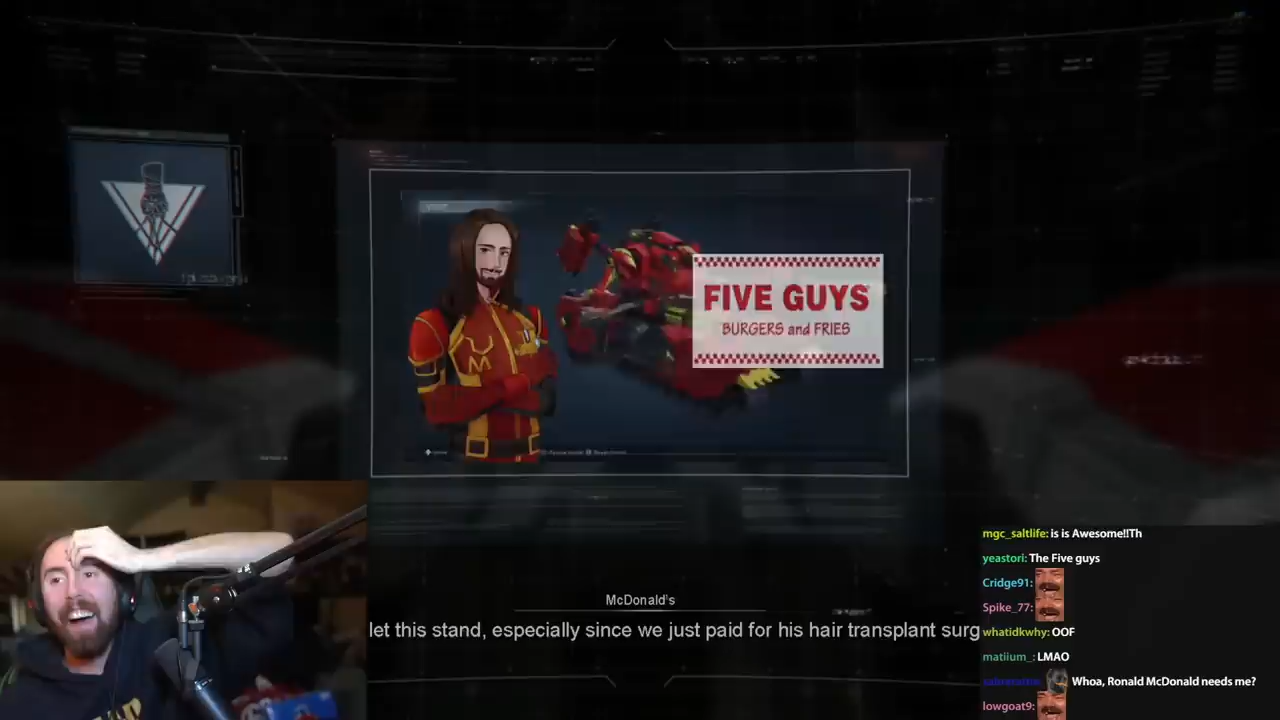 FIVE GUYS
BURGERS and FRIES
M
McDonald's
let this stand, especially since we just paid for his hair transplant surg
mgc_saltlife: is is Awesome!!Th
yeastori: The Five guys
Cridge91:
Spike_77:
whatidkwhy: OOF
matiium_: LMAO
Whoa, Ronald McDonald needs me?
lowgoat9: